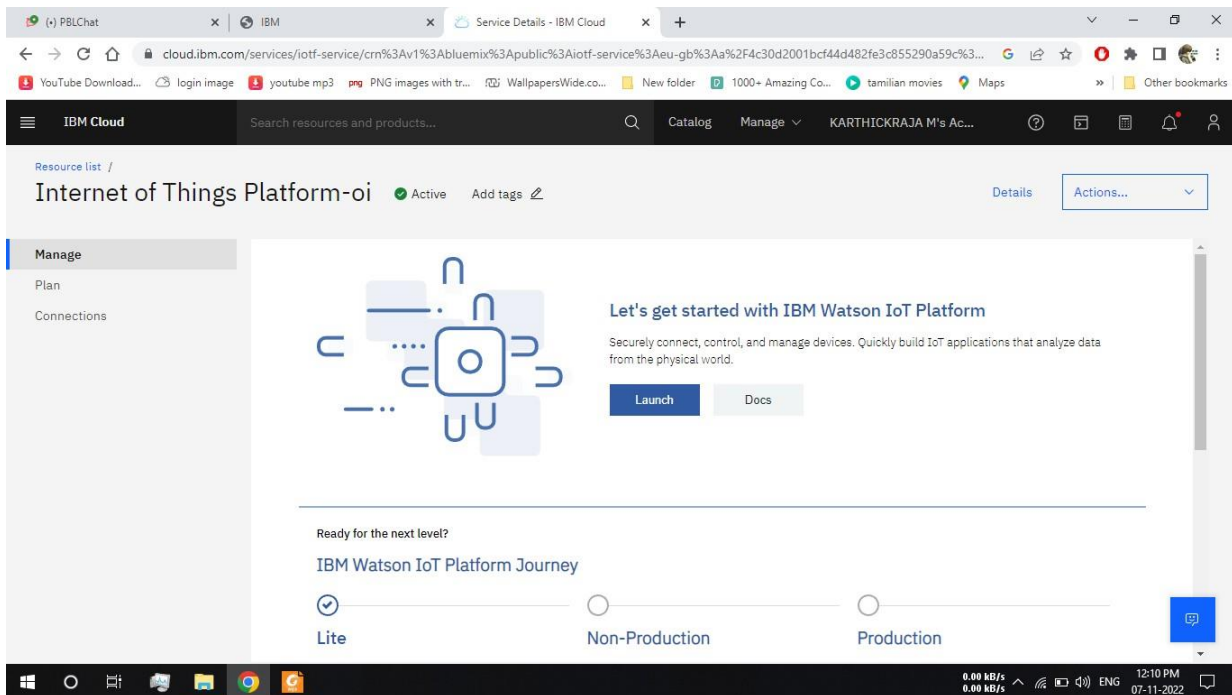 (•) PBLChat
IBM
Service Details - IBM Cloud
cloud.ibm.com/services/iotf-service/crn%3Av1%3Abluemix%3Apublic%3Aiotf-service%3Aeu-gb%3Aa%2F4c30d2001bcf44d482fe3c855290a59c%3...
YouTube Download...
login image
youtube mp3
png PNG images with tr...
WallpapersWide.co...
New folder
1000+ Amazing Co...
tamilian movies
Maps
»
Other bookmarks
IBM Cloud
Search resources and products...
Catalog
Manage
KARTHICKRAJA M's Ac...
Resource list /
Internet of Things Platform-oi
Active
Add tags
Details
Actions...
Manage
Plan
Connections
Let's get started with IBM Watson IoT Platform
Securely connect, control, and manage devices. Quickly build IoT applications that analyze data
from the physical world.
Launch
Docs
Ready for the next level?
IBM Watson IoT Platform Journey
Lite
Non-Production
Production
0.00 kB/s
0.00 kB/s
ENG
12:10 PM
07-11-2022